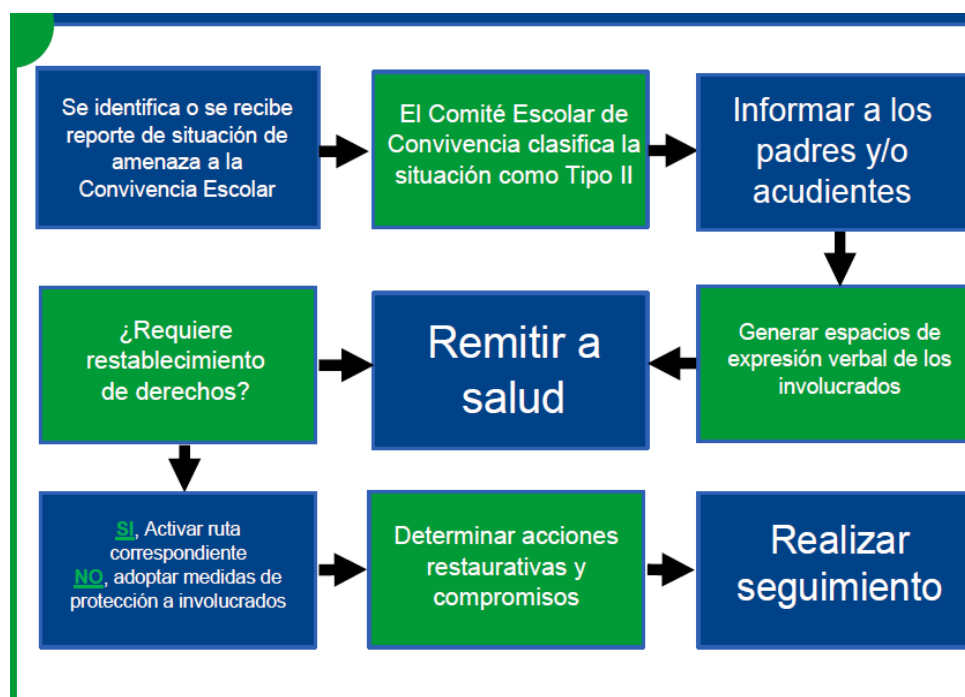 Se identifica o se recibe
reporte de situación de
amenaza a la
Convivencia Escolar
El Comité Escolar de
Convivencia clasifica la
situación como Tipo II
Informar a los
padres y/o
acudientes
¿Requiere
restablecimiento
de derechos?
Remitir a
salud
Generar espacios de
expresión verbal de los
involucrados
SI, Activar ruta
correspondiente
NO, adoptar medidas de
protección a involucrados
Determinar acciones
restaurativas y
compromisos
Realizar
seguimiento